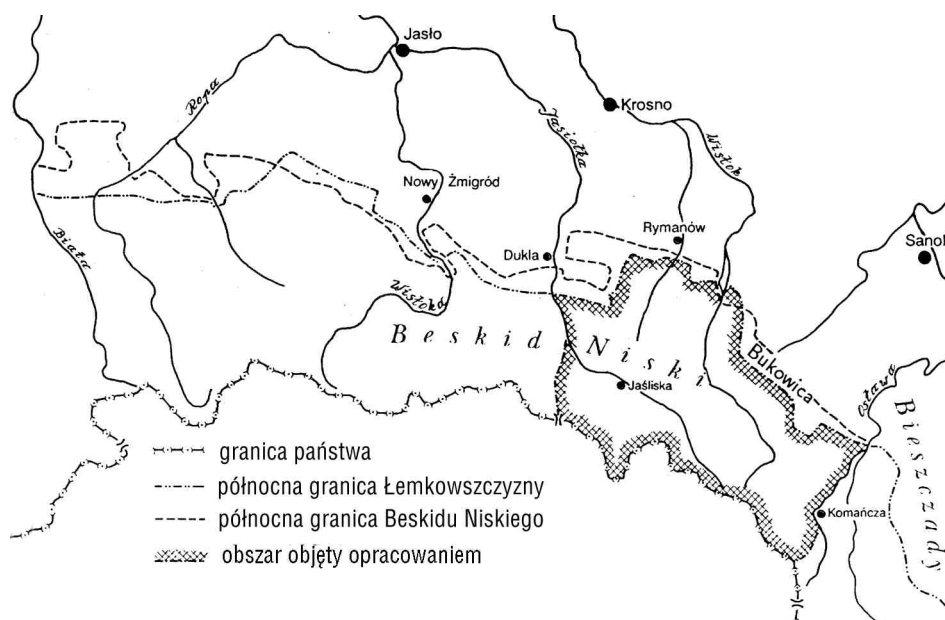 Jasło
Ropa
Krosno
Jasiołka
Wisłok
Nowy Żmigród
Rymanów
Sanok
Dukla
Biała
Wisłoka
Beskid Niski
Bukowica
Osława
Jaśliska
Bieszczady
Komańcza
granica państwa
północna granica Łemkowszczyzny
północna granica Beskidu Niskiego
obszar objęty opracowaniem